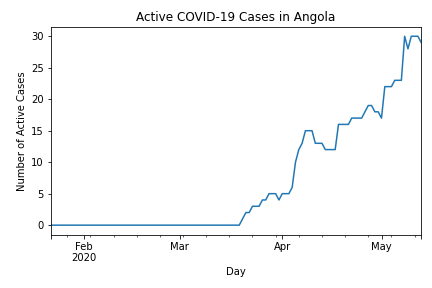 Active COVID-19 Cases in Angola
Number of Active Cases
30
25
20
15
10
5
0
Feb Mar Apr May
2020
Day